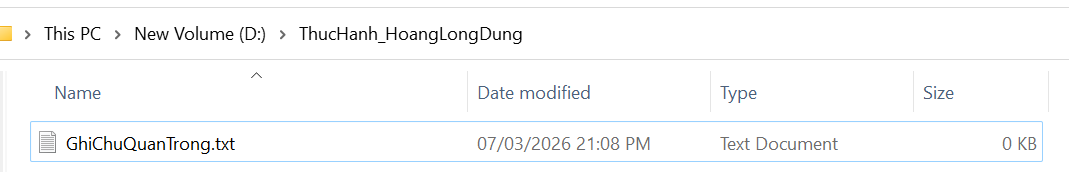 This PC > New Volume (D:) > ThucHanh_HoangLongDung
Name Date modified Type Size
GhiChuQuanTrong.txt 07/03/2026 21:08 PM Text Document 0 KB